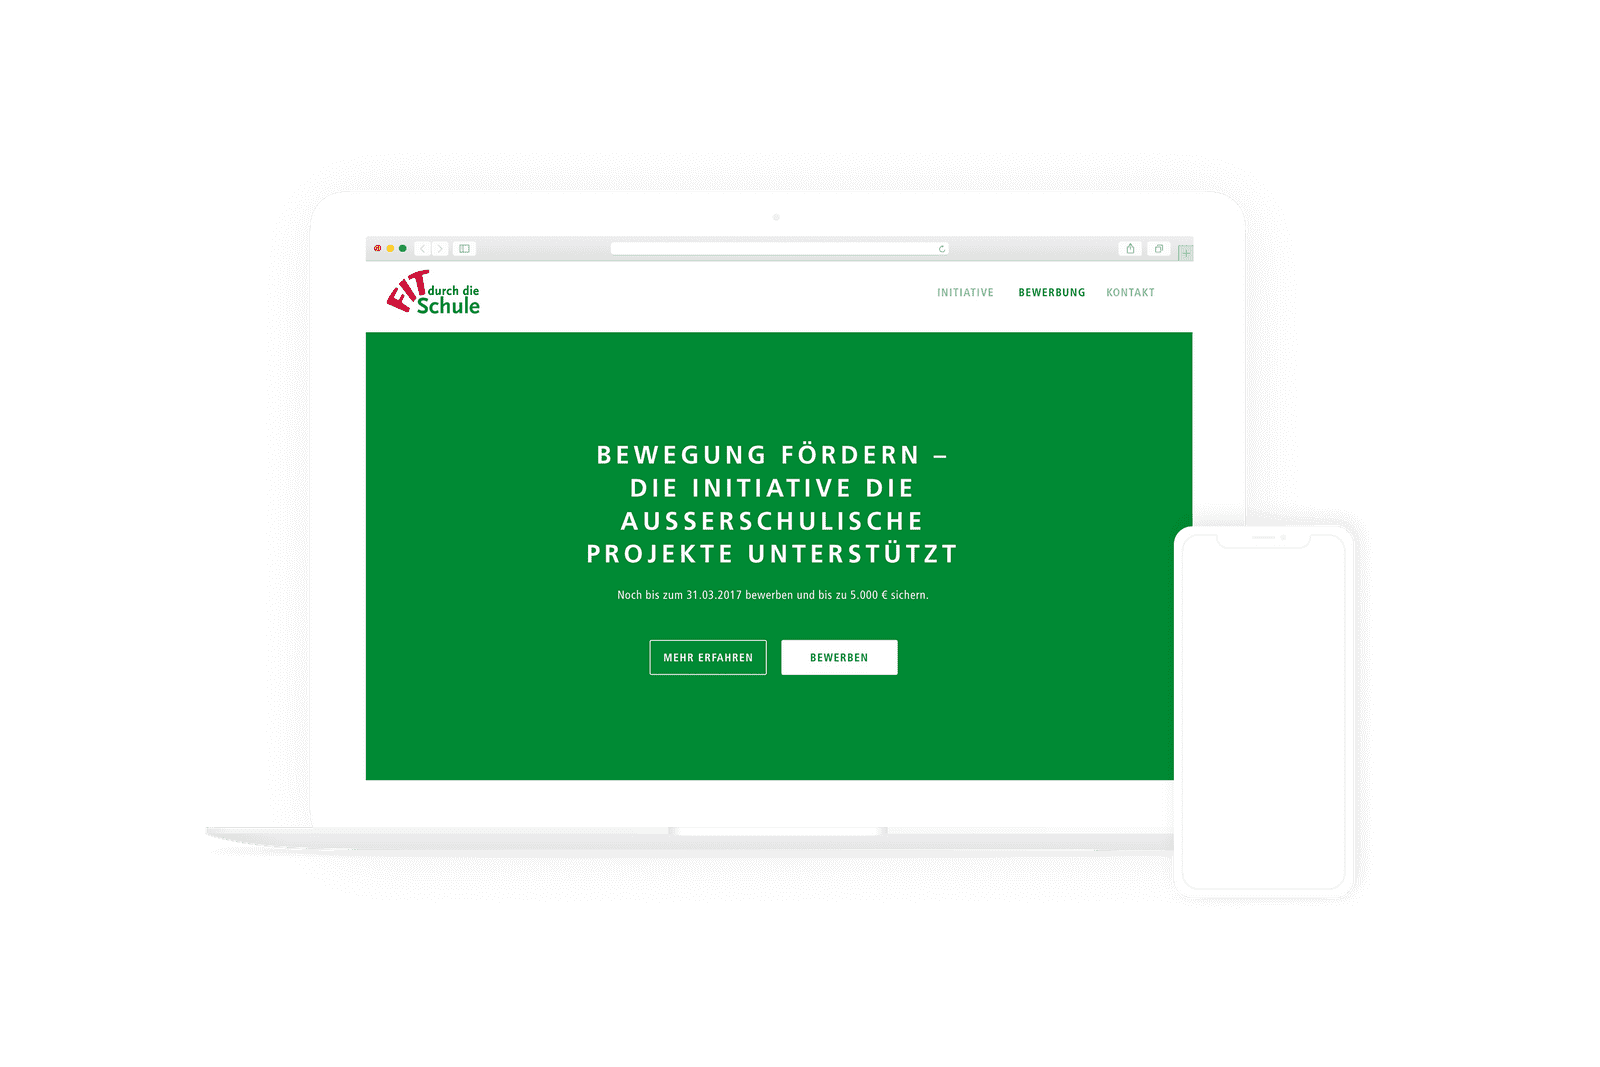 FIT
durch die
Schule
INITIATIVE BEWERBUNG KONTAKT
BEWEGUNG FÖRDERN –
DIE INITIATIVE DIE
AUSSERSCHULISCHE
PROJEKTE UNTERSTÜTZT
Noch bis zum 31.03.2017 bewerben und bis zu 5.000 € sichern.
MEHR ERFAHREN BEWERBEN